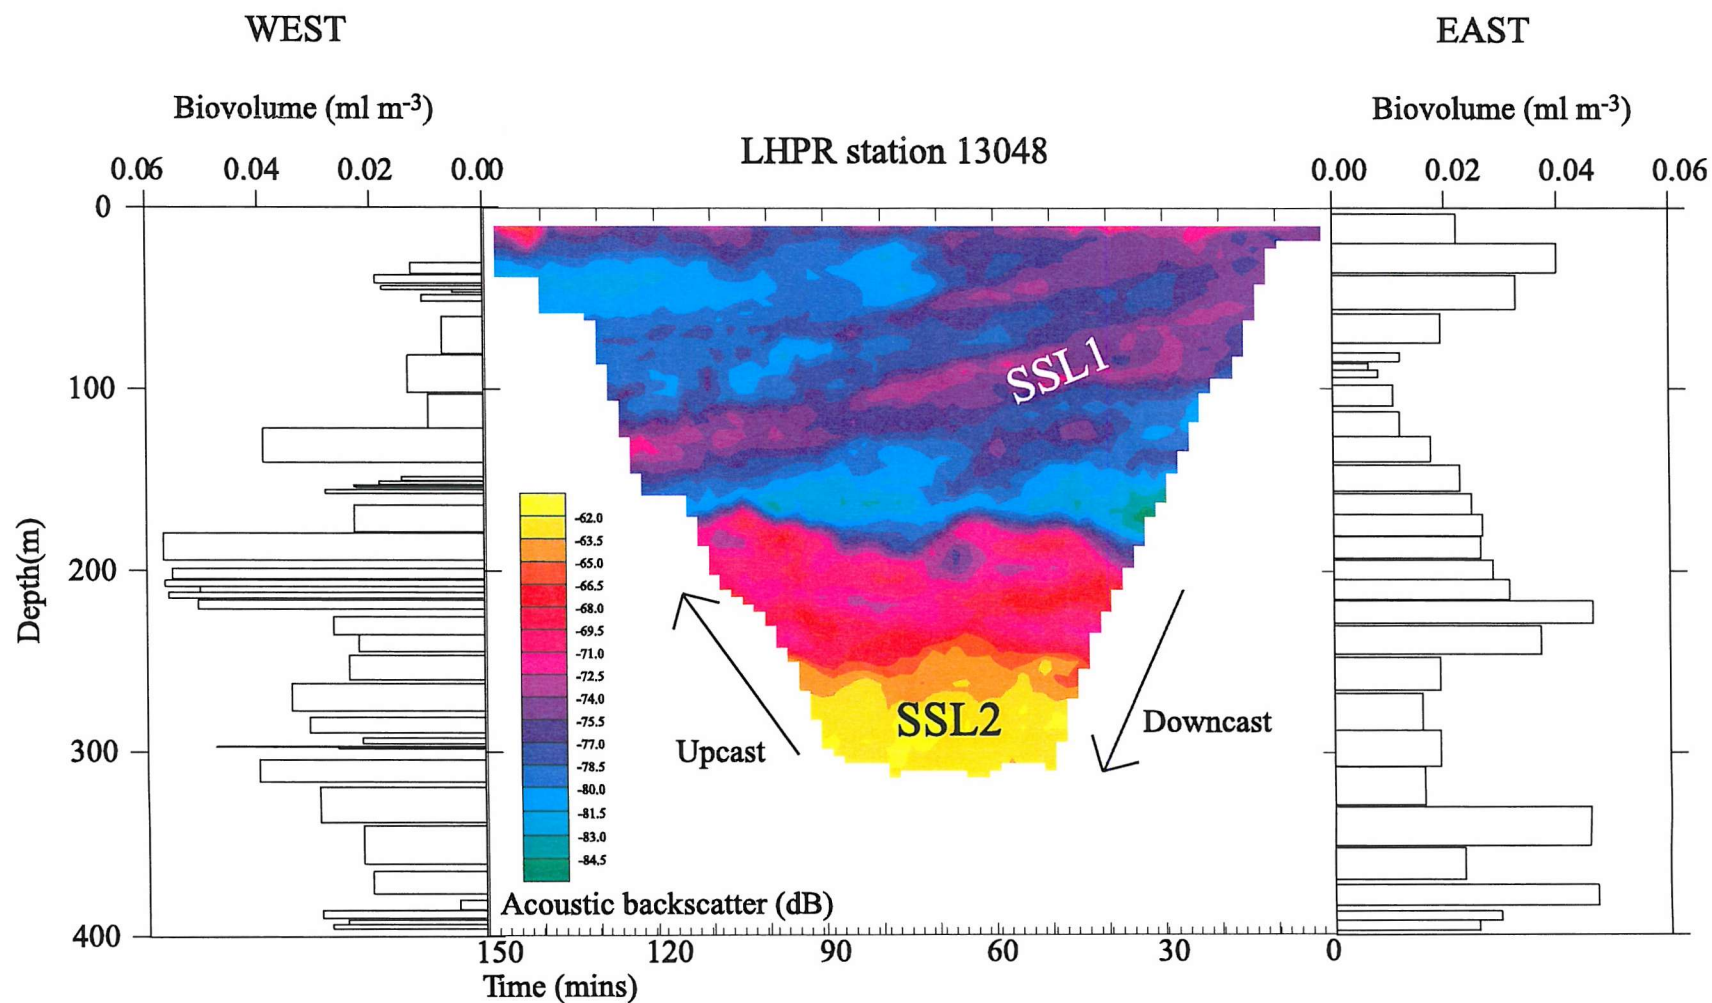 WEST
EAST
Biovolume (ml m-3)
Biovolume (ml m-3)
LHPR station 13048
0.06 0.04 0.02 0.00
0.00 0.02 0.04 0.06
0
100
200
300
400
Depth(m)
SSL1
SSL2
-62.0
-63.5
-65.0
-66.5
-68.0
-69.5
-71.0
-72.5
-74.0
-75.5
-77.0
-78.5
-80.0
-81.5
-83.0
-84.5
Upcast
Downcast
Acoustic backscatter (dB)
150 120 90 60 30 0
Time (mins)